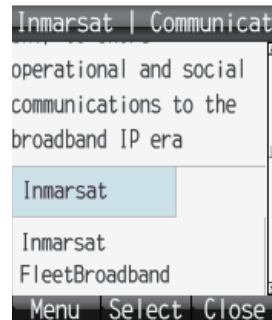 Inmarsat | Communicat
operational and social
communications to the
broadband IP era
Inmarsat
Inmarsat
FleetBroadband
Menu Select Close